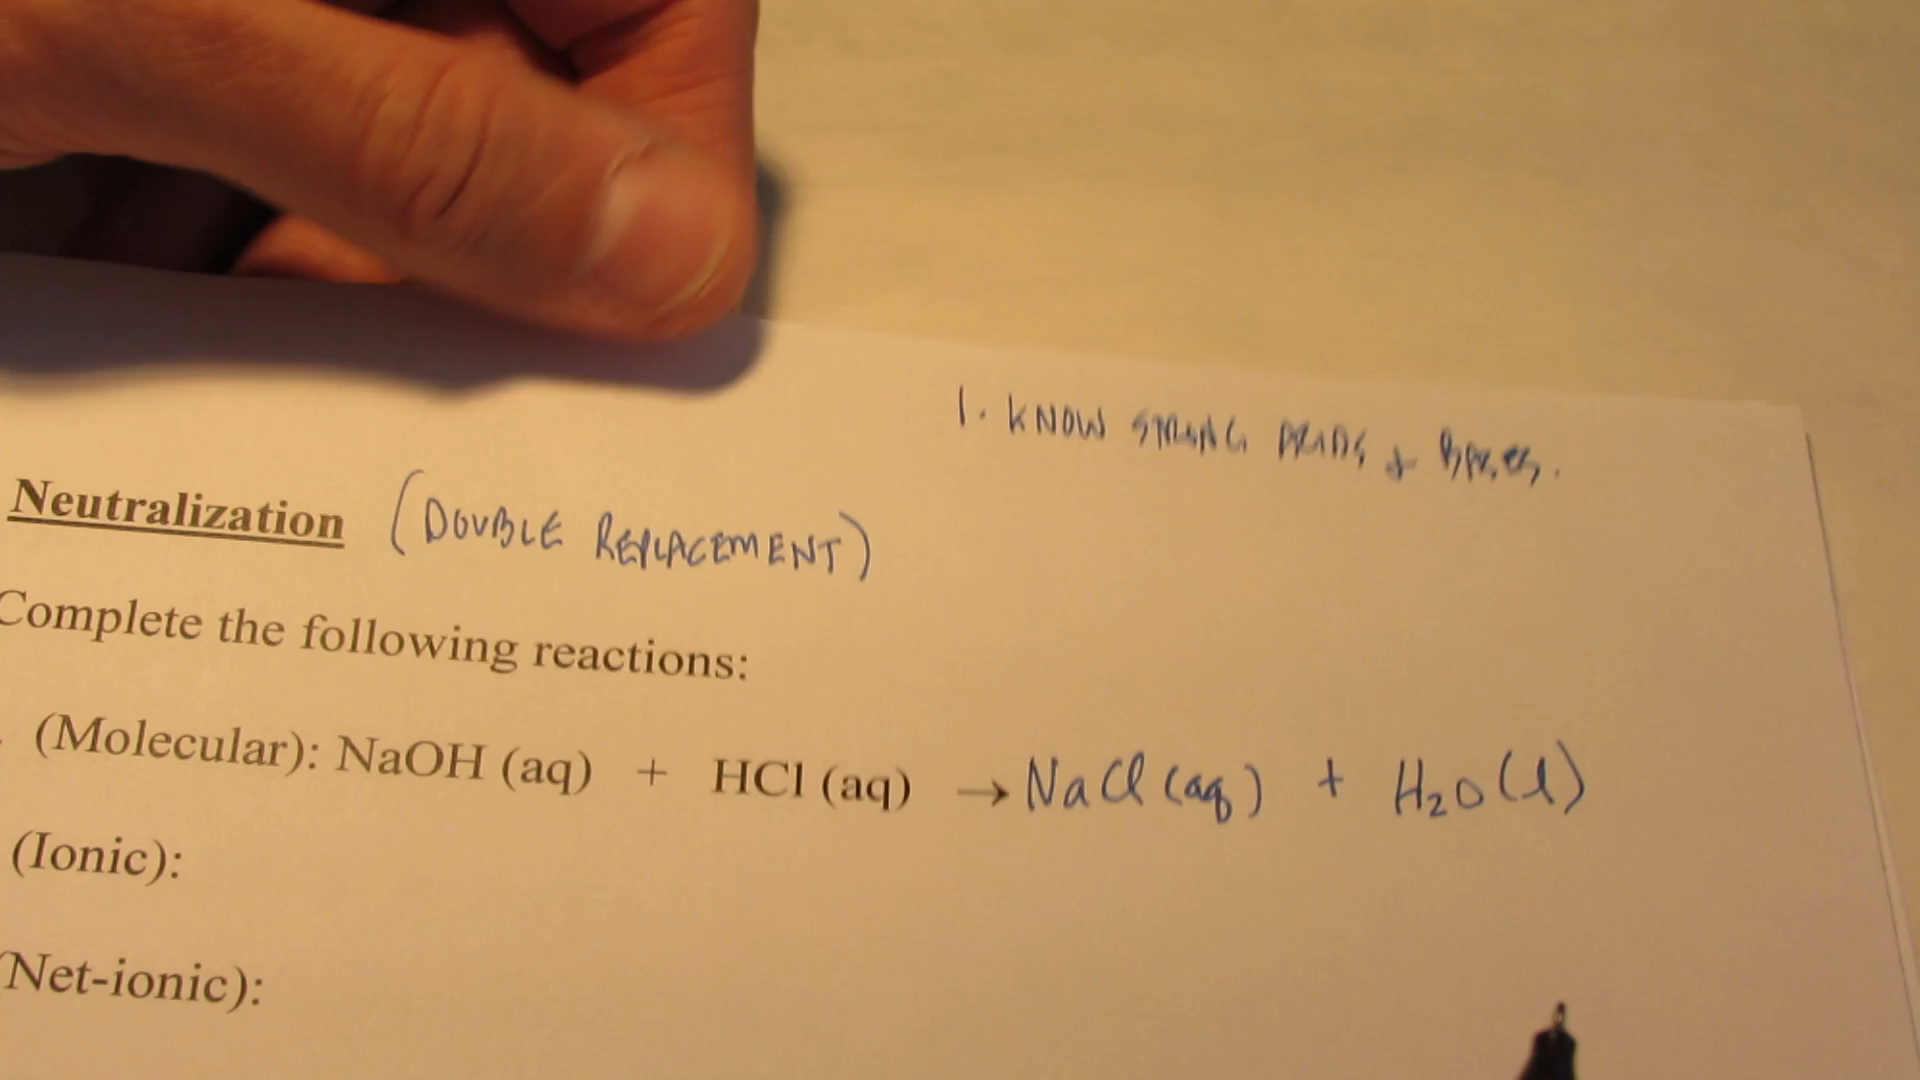 1. KNOW STRONG ACIDS + BASES.
Neutralization (DOUBLE REPLACEMENT)
Complete the following reactions:
(Molecular): NaOH (aq) + HCl (aq) → NaCl (aq) + H₂O (l)
(Ionic):
(Net-ionic):